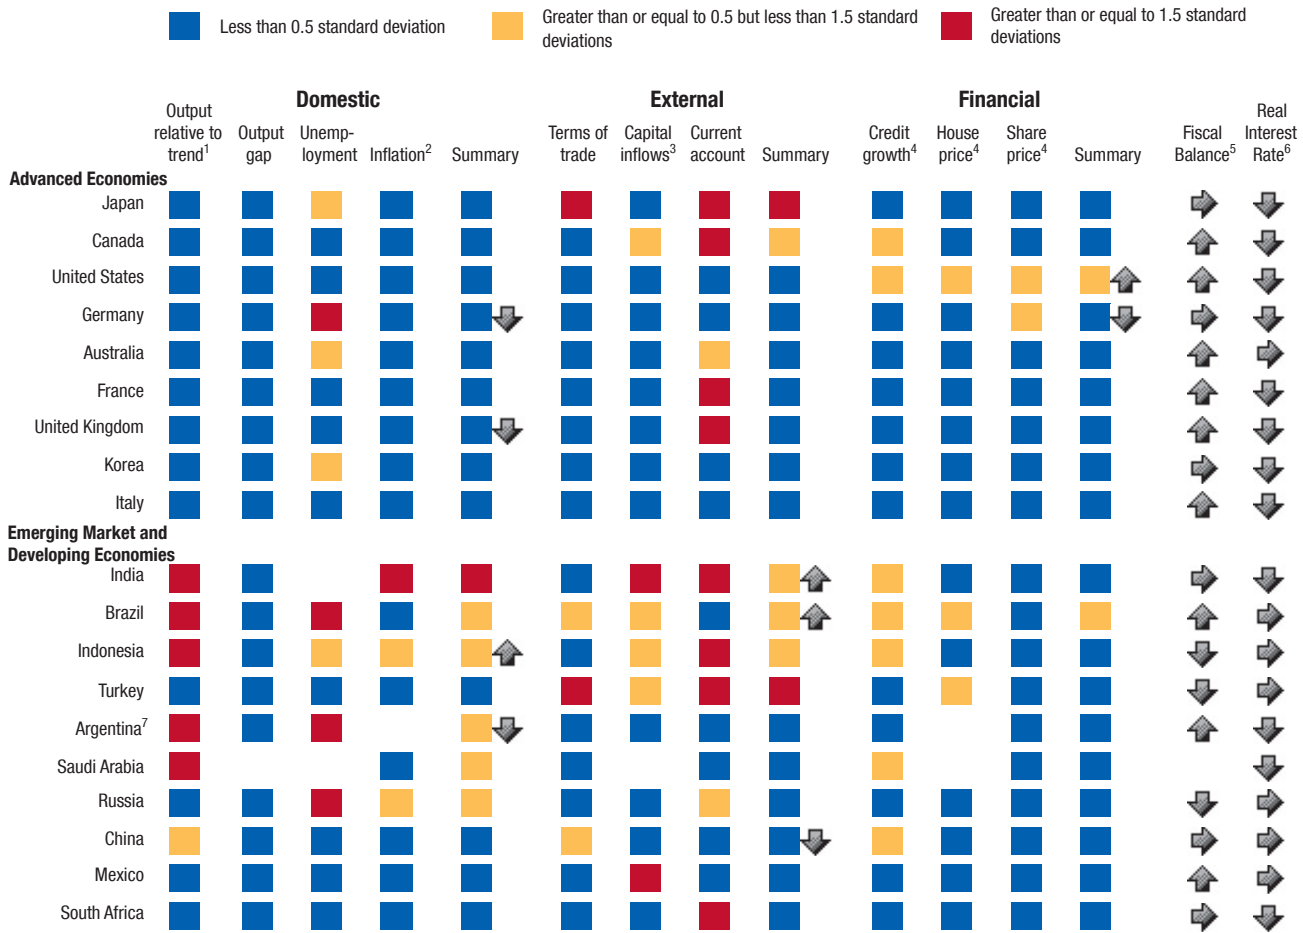 Less than 0.5 standard deviation
Greater than or equal to 0.5 but less than 1.5 standard
deviations
Greater than or equal to 1.5 standard
deviations
Domestic
External
Financial
Output
relative to
trend1
Output
gap
Unemp-
loyment
Inflation2
Summary
Terms of
trade
Capital
inflows3
Current
account
Summary
Credit
growth4
House
price4
Share
price4
Summary
Fiscal
Balance5
Real
Interest
Rate6
Advanced Economies
Japan
Canada
United States
Germany
Australia
France
United Kingdom
Korea
Italy
Emerging Market and
Developing Economies
India
Brazil
Indonesia
Turkey
Argentina7
Saudi Arabia
Russia
China
Mexico
South Africa